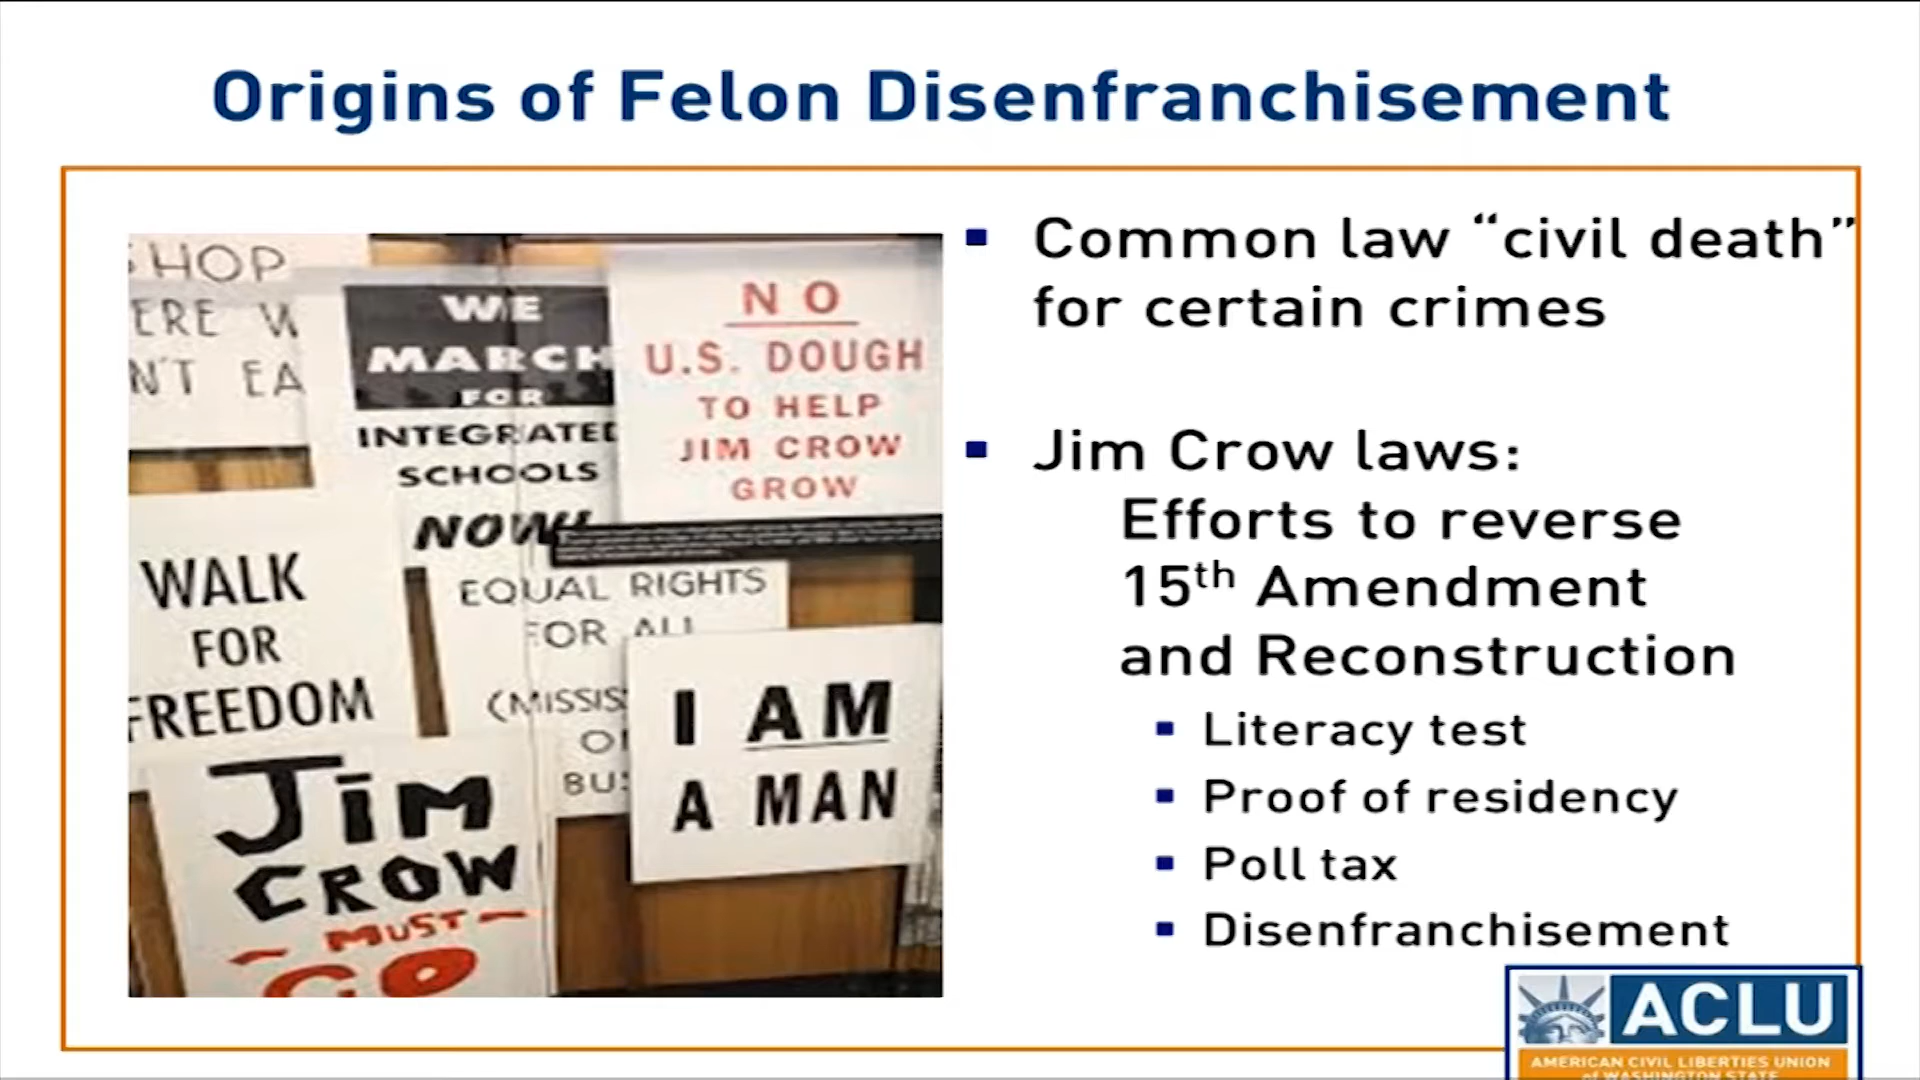 Origins of Felon Disenfranchisement
SHOP
ERE W
N'T EA
WE
MARCH
FOR
INTEGRATED
SCHOOLS
NOW!
NO
U.S. DOUGH
TO HELP
JIM CROW
GROW
WALK
FOR
FREEDOM
EQUAL RIGHTS
FOR ALL
(MISSIS
BUS
I AM
A MAN
JIM
CROW
MUST
GO
▪ Common law “civil death”
for certain crimes
▪ Jim Crow laws:
Efforts to reverse
15th Amendment
and Reconstruction
▪ Literacy test
▪ Proof of residency
▪ Poll tax
▪ Disenfranchisement
ACLU
AMERICAN CIVIL LIBERTIES UNION
of WASHINGTON STATE